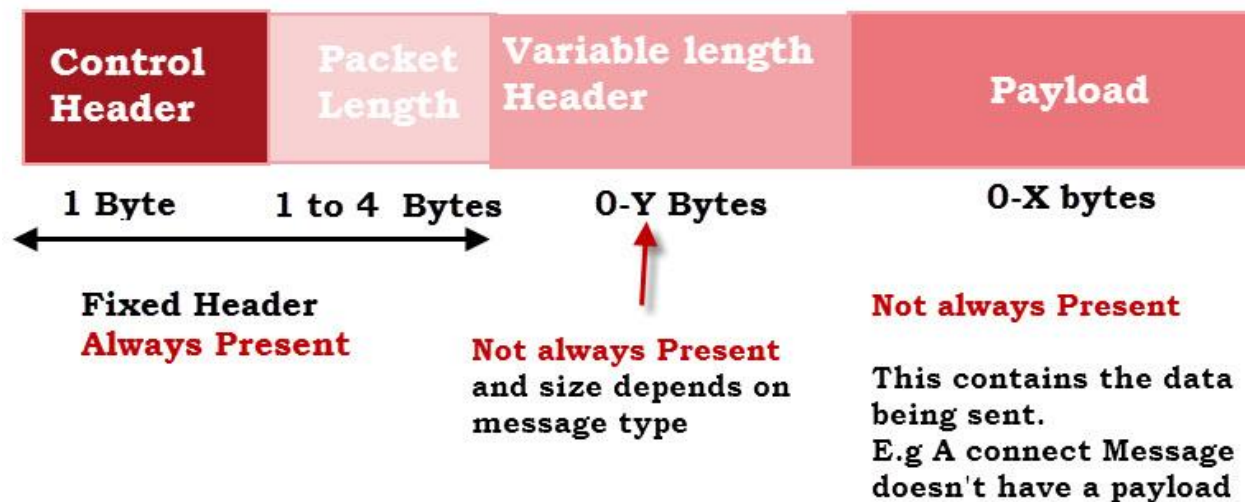 Control
Header
Packet
Length
Variable length
Header
Payload
1 Byte
1 to 4 Bytes
0-Y Bytes
0-X bytes
Fixed Header
Always Present
Not always Present
and size depends on
message type
Not always Present
This contains the data
being sent.
E.g A connect Message
doesn't have a payload